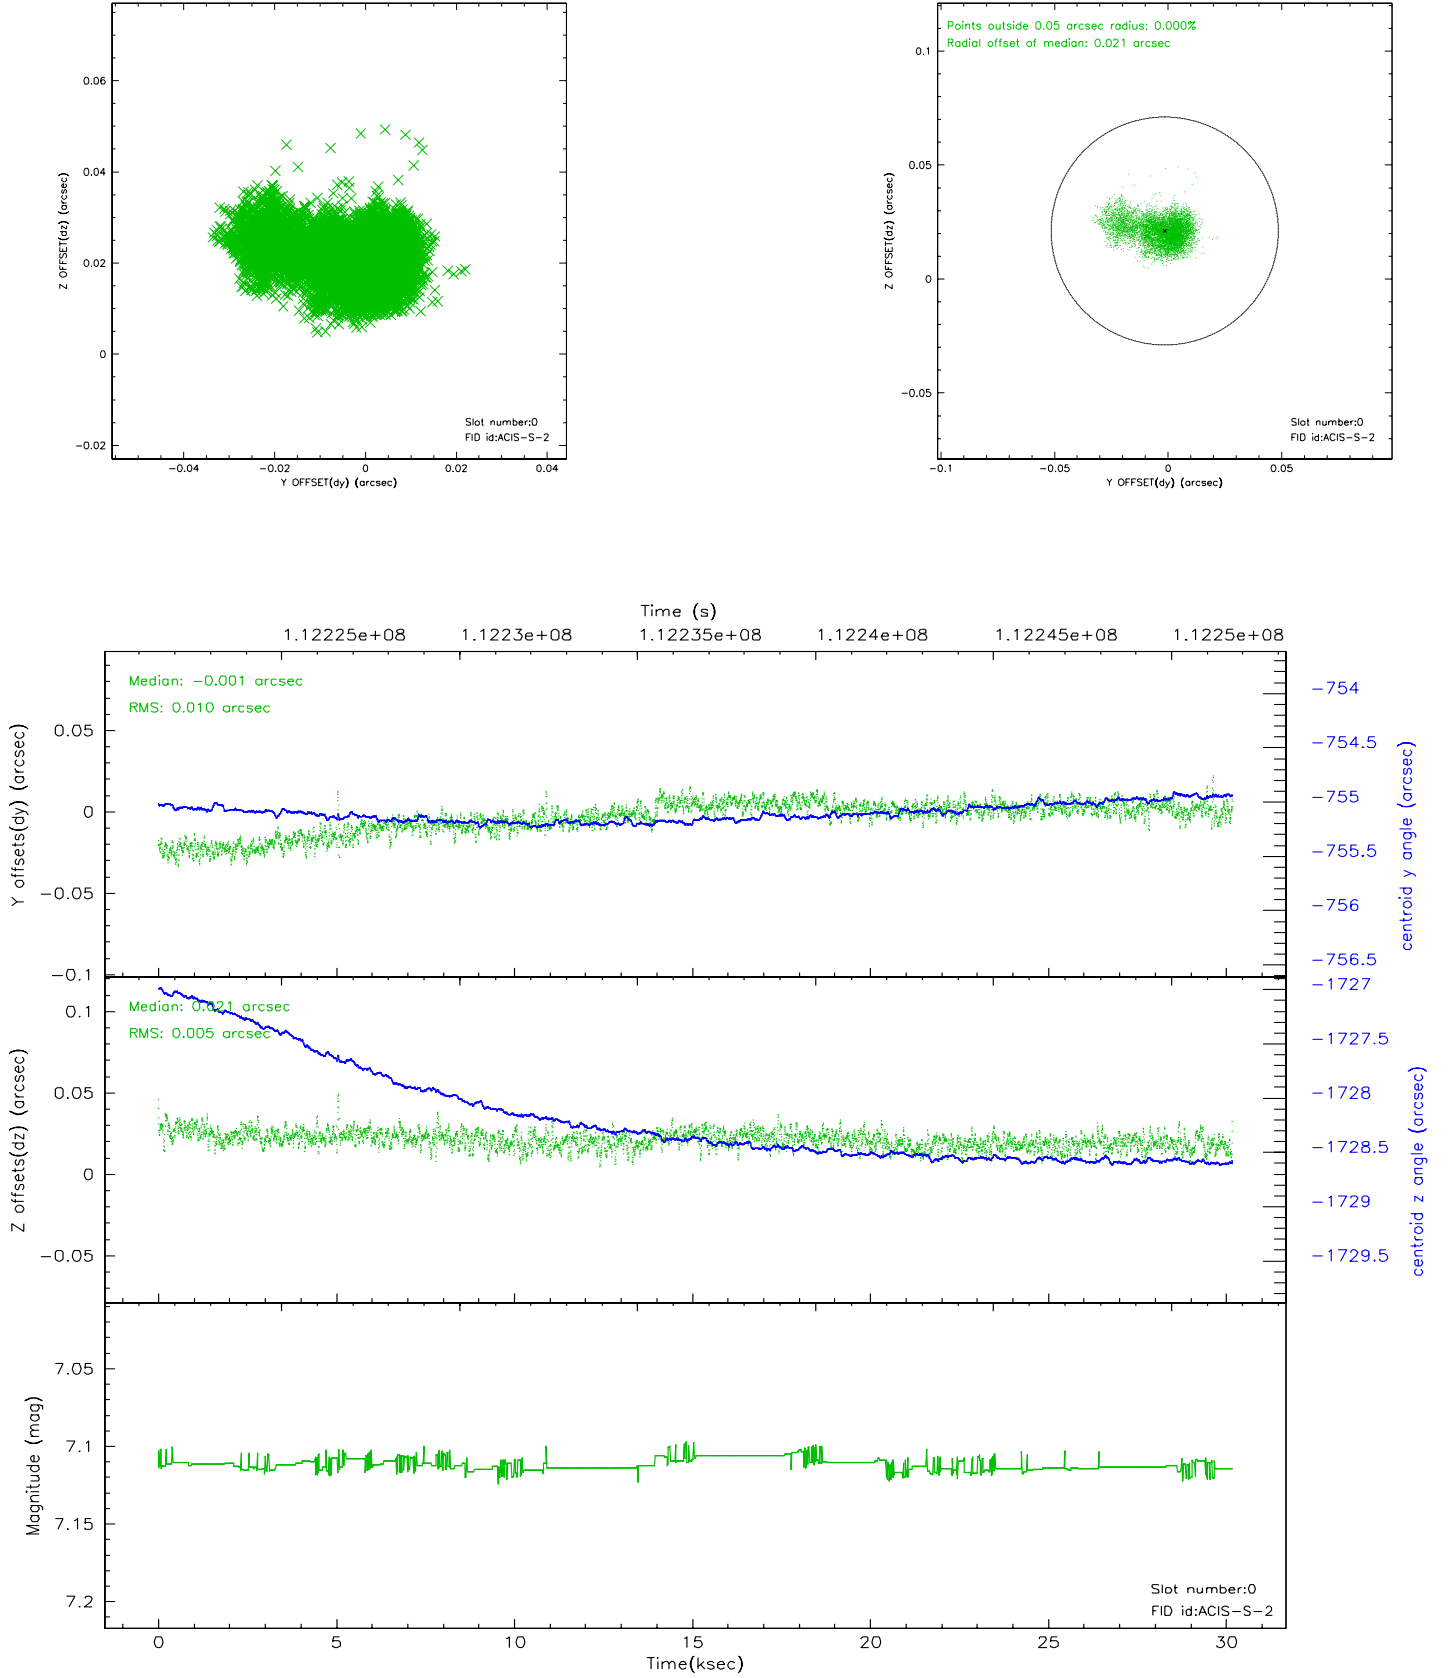 0.06
0.04
0.02
0
−0.02
−0.04
−0.02
0
0.02
0.04
Z OFFSET(dz) (arcsec)
Y OFFSET(dy) (arcsec)
Slot number:0
FID id:ACIS−S−2
Points outside 0.05 arcsec radius: 0.000%
Radial offset of median: 0.021 arcsec
0.1
0.05
0
−0.05
−0.1
−0.05
0
0.05
Z OFFSET(dz) (arcsec)
Y OFFSET(dy) (arcsec)
Slot number:0
FID id:ACIS−S−2
Time (s)
1.12225e+08
1.1223e+08
1.12235e+08
1.1224e+08
1.12245e+08
1.1225e+08
Median: −0.001 arcsec
RMS: 0.010 arcsec
0.05
0
−0.05
−0.1
Y offsets(dy) (arcsec)
−754
−754.5
−755
−755.5
−756
−756.5
centroid y angle (arcsec)
Median: 0.021 arcsec
RMS: 0.005 arcsec
0.1
0.05
0
−0.05
Z offsets(dz) (arcsec)
−1727
−1727.5
−1728
−1728.5
−1729
−1729.5
centroid z angle (arcsec)
7.05
7.1
7.15
7.2
Magnitude (mag)
Slot number:0
FID id:ACIS−S−2
0
5
10
15
20
25
30
Time(ksec)